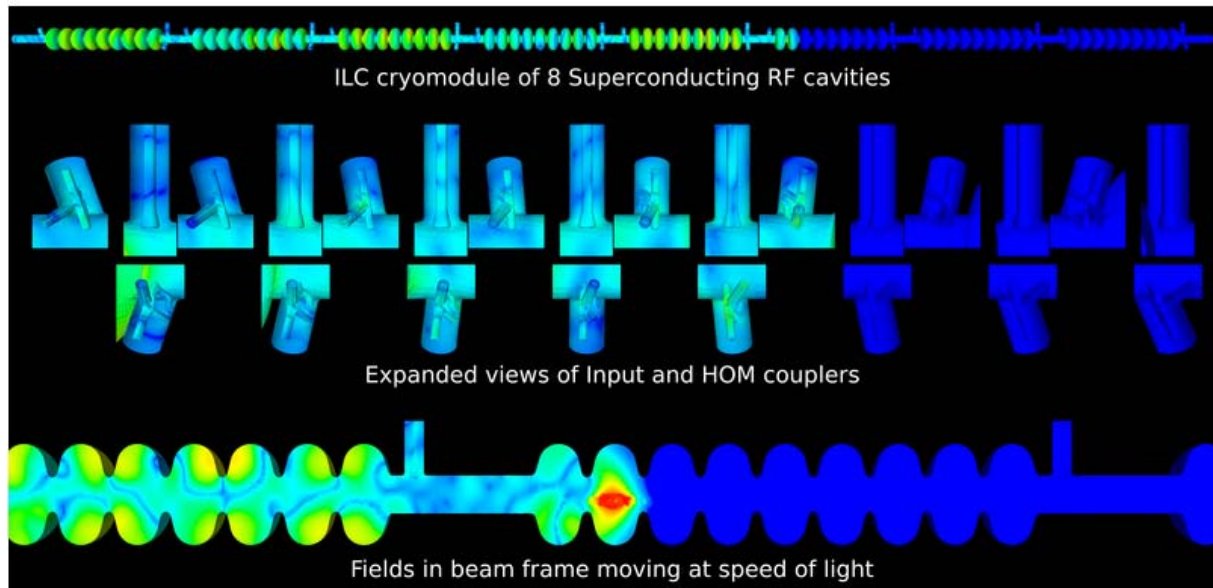 ILC cryomodule of 8 Superconducting RF cavities
Expanded views of Input and HOM couplers
Fields in beam frame moving at speed of light